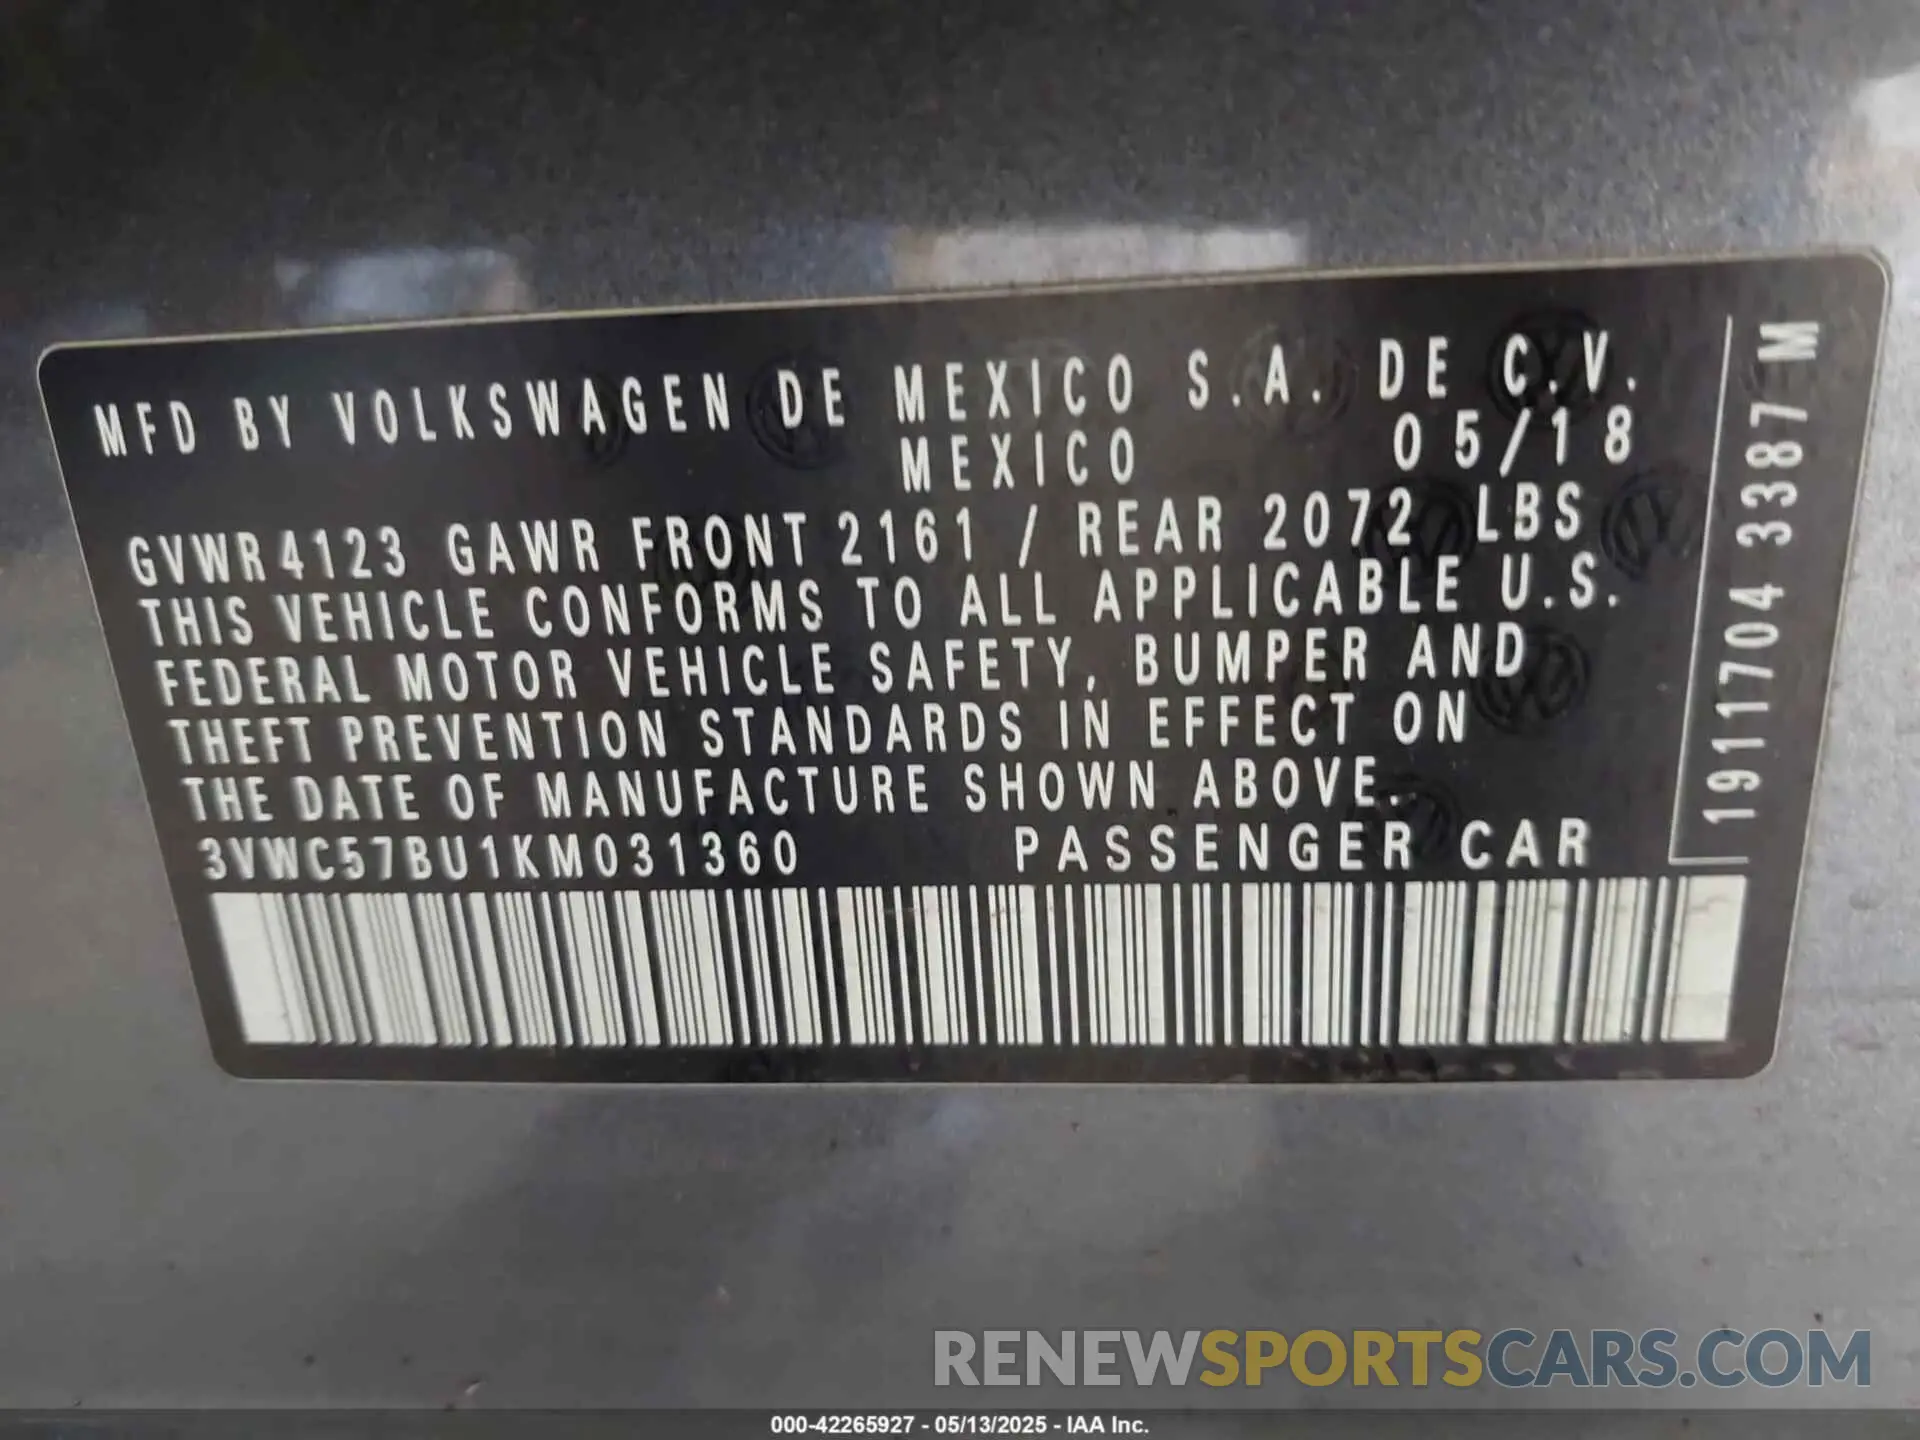 MFD BY VOLKSWAGEN DE MEXICO S.A. DE C.V.
MEXICO 05/18
GVWR 4123 GAWR FRONT 2161 / REAR 2072 LBS
THIS VEHICLE CONFORMS TO ALL APPLICABLE U.S.
FEDERAL MOTOR VEHICLE SAFETY, BUMPER AND
THEFT PREVENTION STANDARDS IN EFFECT ON
THE DATE OF MANUFACTURE SHOWN ABOVE.
3VWC57BU1KM031360 PASSENGER CAR
1911704 3387 M
RENEWSPORTSCARS.COM
000-42265927 - 05/13/2025 - IAA Inc.